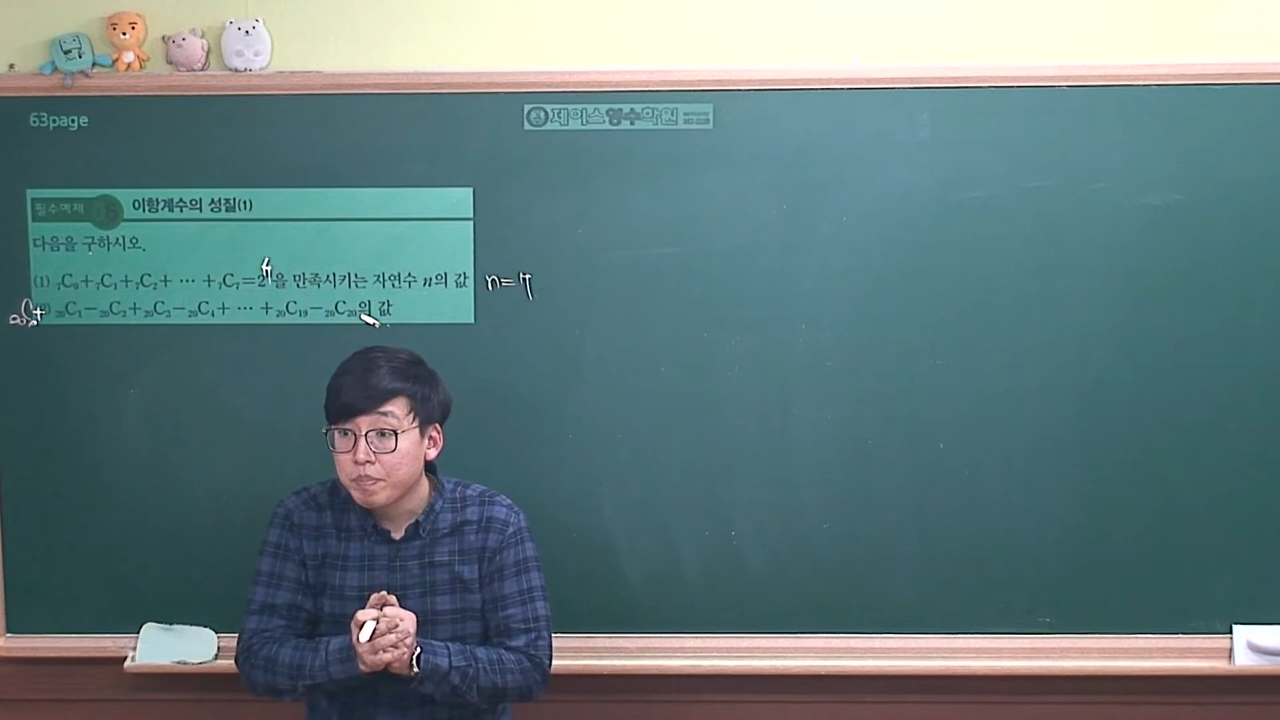 63page
제이스영수학원
필수예제
이항계수의 성질(1)
다음을 구하시오.
(1) ₇C₀+₇C₁+₇C₂+ ⋯ +₇C₇=2ⁿ을 만족시키는 자연수 n의 값
n=7
(2) ₂₀C₁−₂₀C₂+₂₀C₃−₂₀C₄+ ⋯ +₂₀C₁₉−₂₀C₂₀의 값